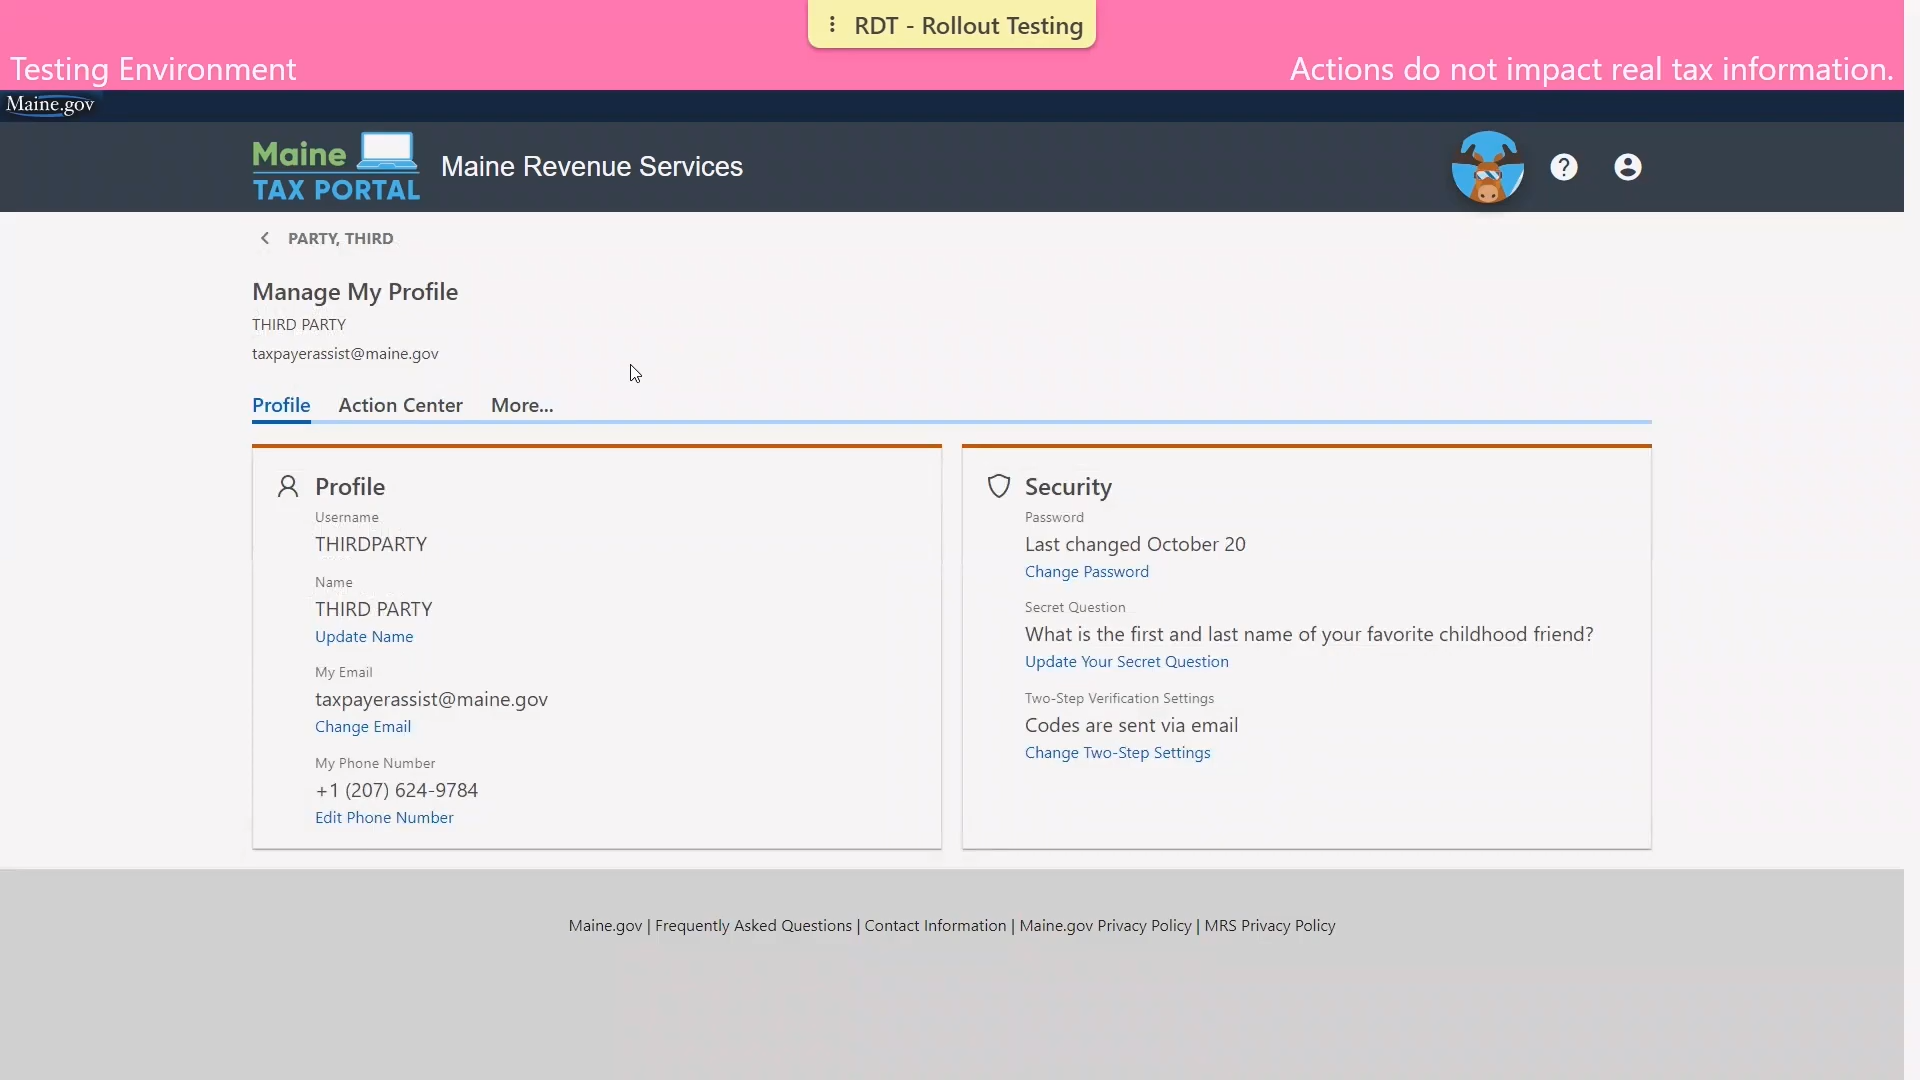 RDT - Rollout Testing
Testing Environment
Actions do not impact real tax information.
Maine.gov
Maine
TAX PORTAL
Maine Revenue Services
?
PARTY, THIRD
Manage My Profile
THIRD PARTY
taxpayerassist@maine.gov
Profile Action Center More...
Profile
Username
THIRDPARTY
Name
THIRD PARTY
Update Name
My Email
taxpayerassist@maine.gov
Change Email
My Phone Number
+1 (207) 624-9784
Edit Phone Number
Security
Password
Last changed October 20
Change Password
Secret Question
What is the first and last name of your favorite childhood friend?
Update Your Secret Question
Two-Step Verification Settings
Codes are sent via email
Change Two-Step Settings
Maine.gov | Frequently Asked Questions | Contact Information | Maine.gov Privacy Policy | MRS Privacy Policy